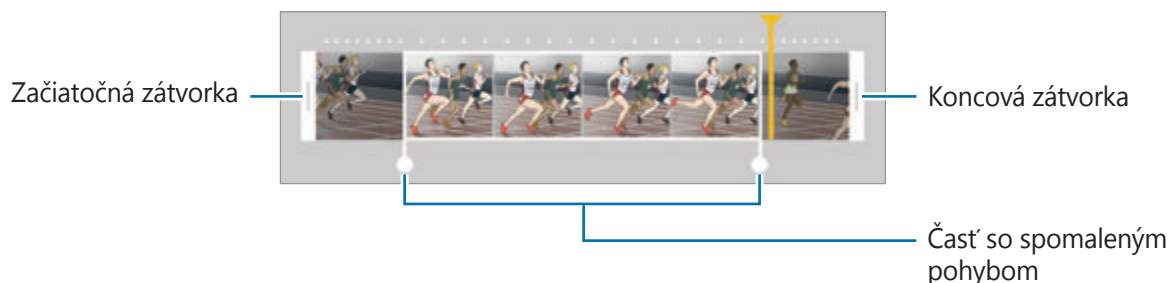 Začiatočná zátvorka
Koncová zátvorka
Časť so spomaleným
pohybom